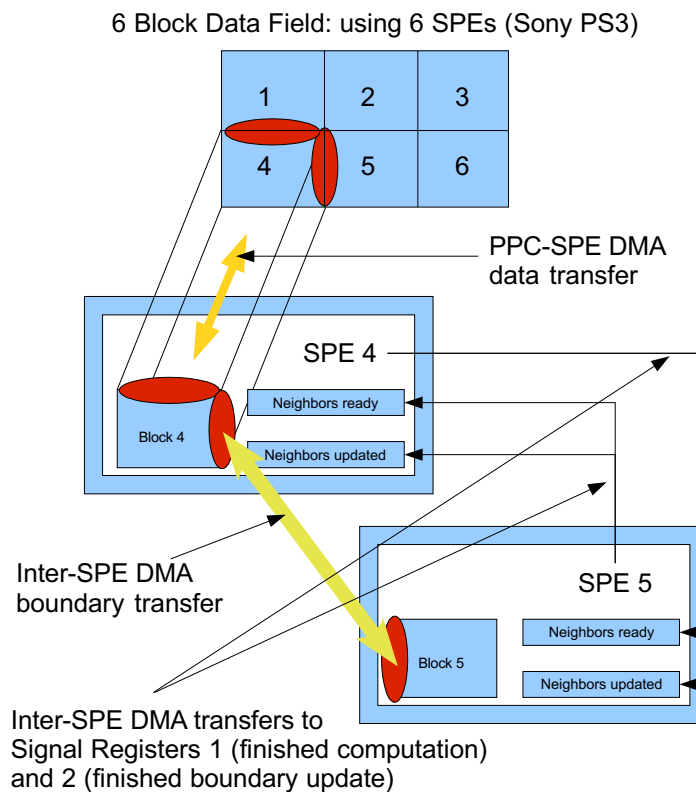 6 Block Data Field: using 6 SPEs (Sony PS3)
1 2 3
4 5 6
PPC-SPE DMA
data transfer
SPE 4
Neighbors ready
Block 4
Neighbors updated
Inter-SPE DMA
boundary transfer
SPE 5
Neighbors ready
Block 5
Neighbors updated
Inter-SPE DMA transfers to
Signal Registers 1 (finished computation)
and 2 (finished boundary update)